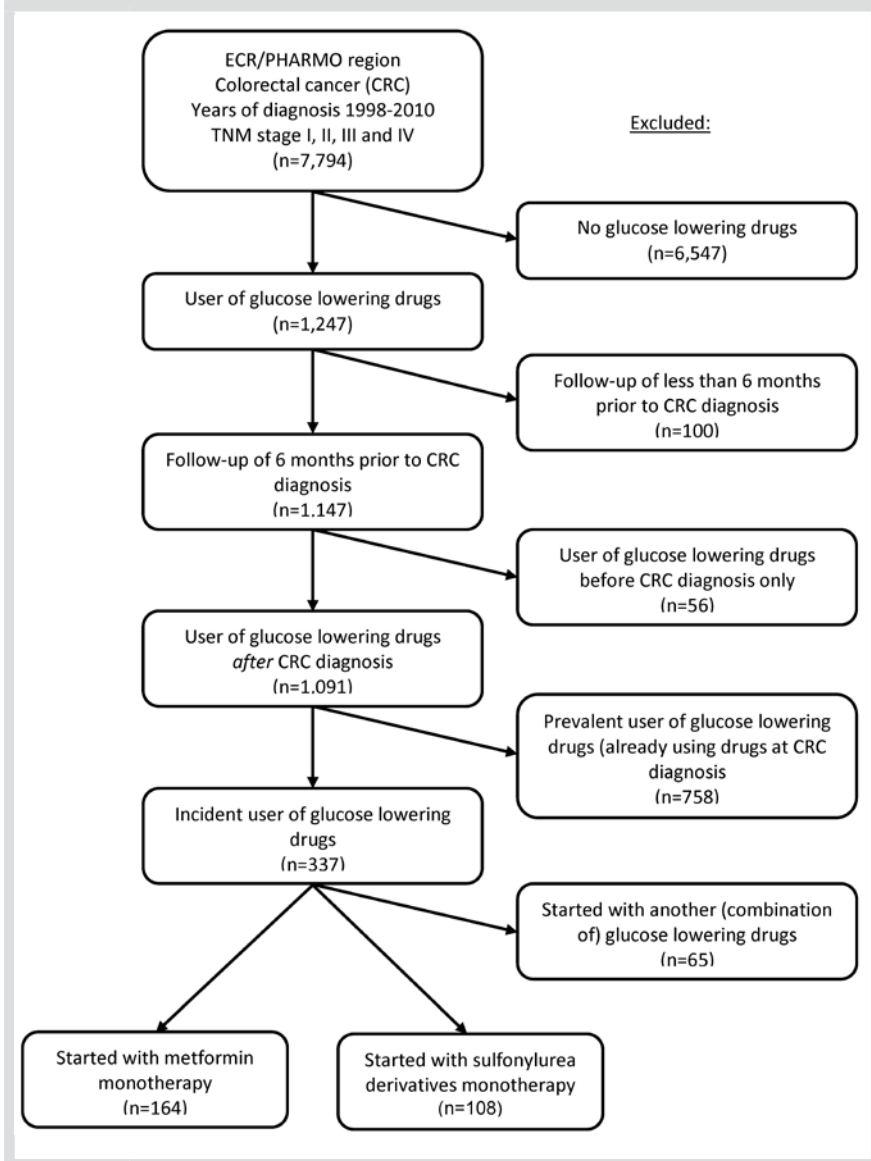 ECR/PHARMO region
Colorectal cancer (CRC)
Years of diagnosis 1998-2010
TNM stage I, II, III and IV
(n=7,794)
Excluded:
No glucose lowering drugs
(n=6,547)
User of glucose lowering drugs
(n=1,247)
Follow-up of less than 6 months
prior to CRC diagnosis
(n=100)
Follow-up of 6 months prior to CRC
diagnosis
(n=1.147)
User of glucose lowering drugs
before CRC diagnosis only
(n=56)
User of glucose lowering drugs
after CRC diagnosis
(n=1.091)
Prevalent user of glucose lowering
drugs (already using drugs at CRC
diagnosis
(n=758)
Incident user of glucose lowering
drugs
(n=337)
Started with another (combination
of) glucose lowering drugs
(n=65)
Started with metformin
monotherapy
(n=164)
Started with sulfonylurea
derivatives monotherapy
(n=108)